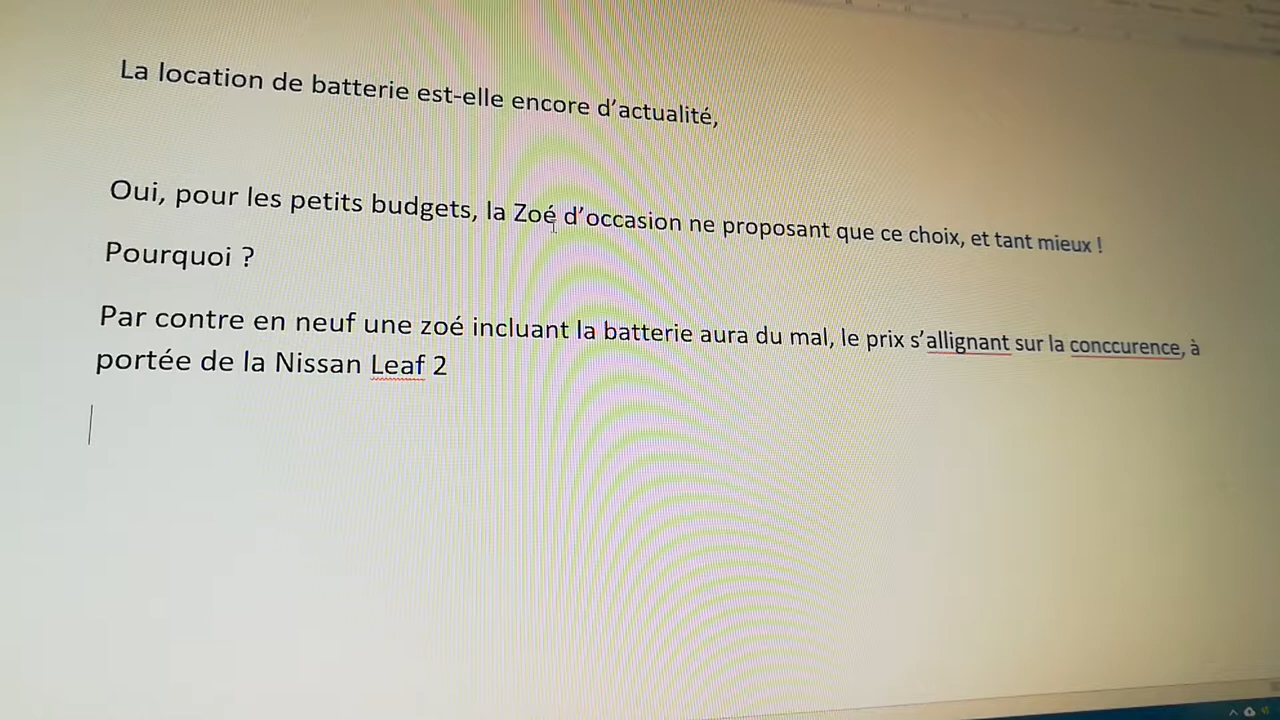 La location de batterie est-elle encore d’actualité,
Oui, pour les petits budgets, la Zoé d’occasion ne proposant que ce choix, et tant mieux !
Pourquoi ?
Par contre en neuf une zoé incluant la batterie aura du mal, le prix s’allignant sur la conccurence, à
portée de la Nissan Leaf 2